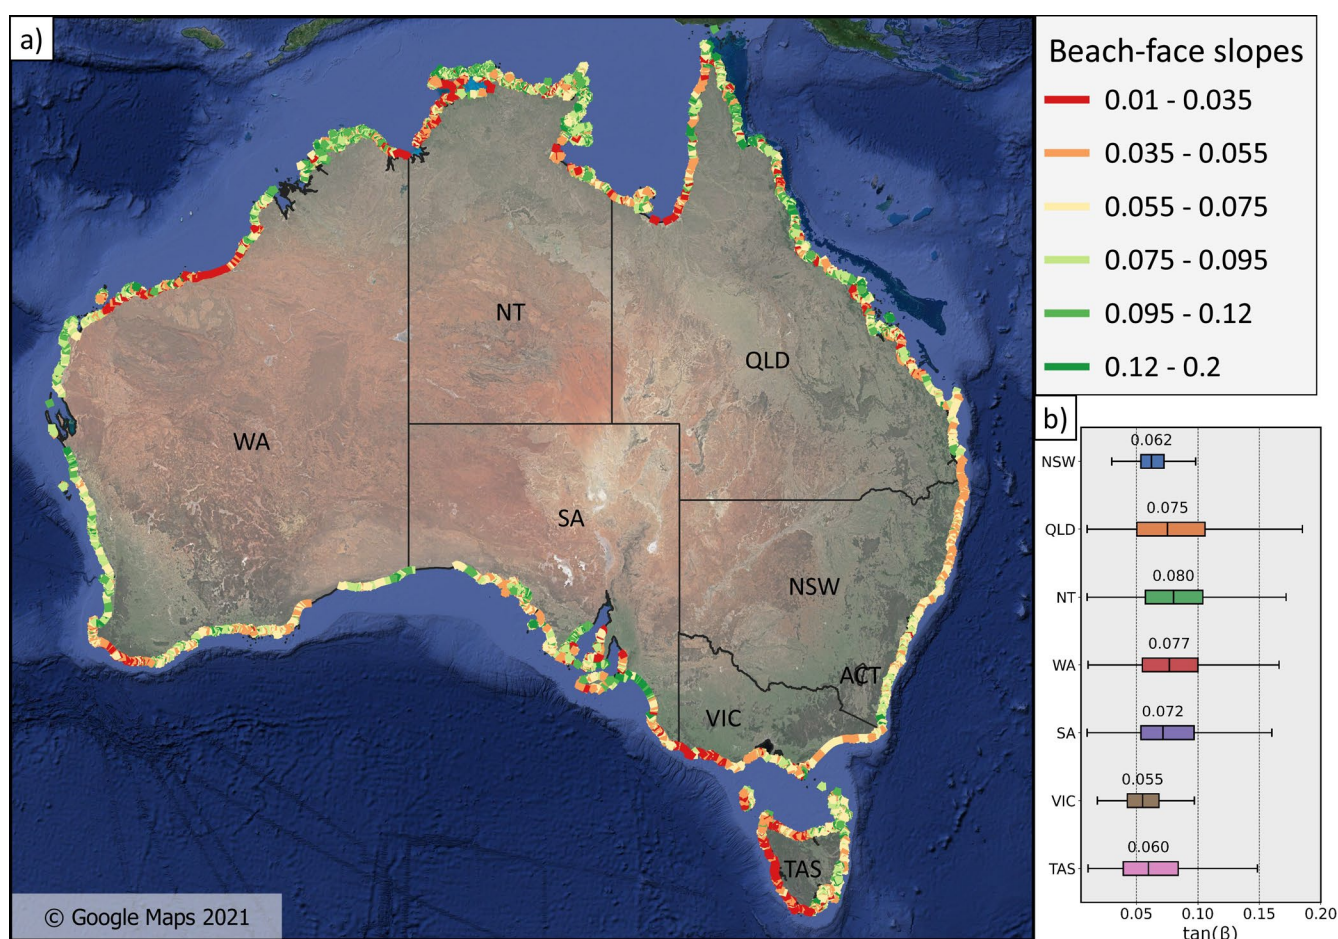 a)
NT
QLD
WA
SA
NSW
ACT
VIC
TAS
© Google Maps 2021
Beach-face slopes
0.01 - 0.035
0.035 - 0.055
0.055 - 0.075
0.075 - 0.095
0.095 - 0.12
0.12 - 0.2
b)
NSW 0.062
QLD 0.075
NT 0.080
WA 0.077
SA 0.072
VIC 0.055
TAS 0.060
0.05 0.10 0.15 0.20
tan(β)